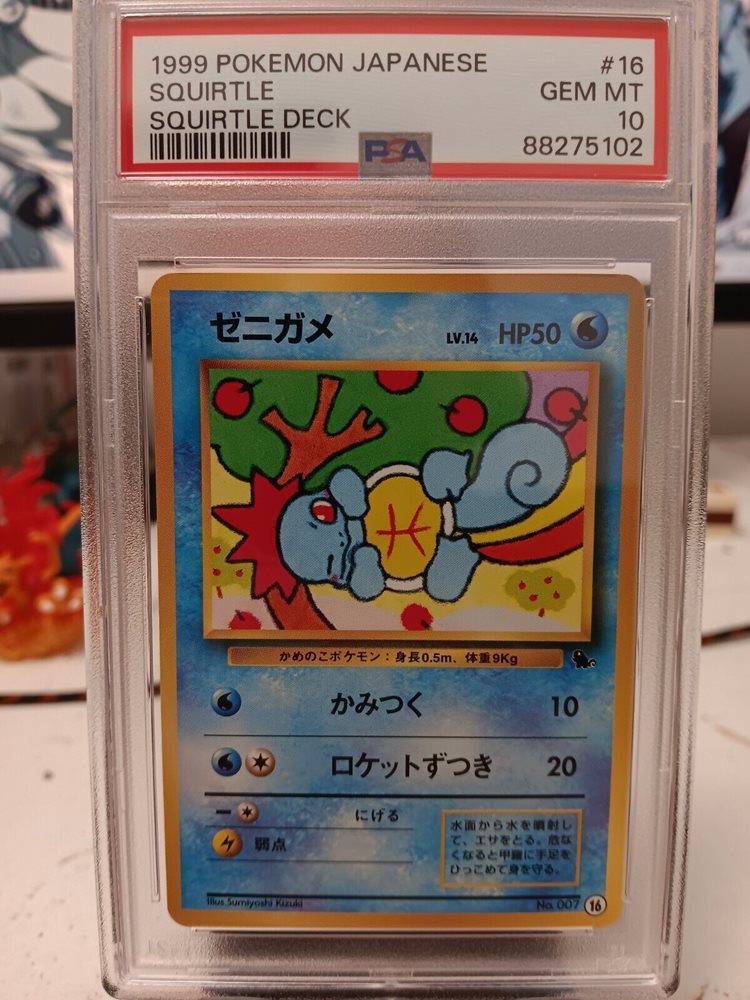 1999 POKEMON JAPANESE #16
SQUIRTLE GEM MT
SQUIRTLE DECK 10
PSA 88275102
ゼニガメ LV.14 HP50
かめのこポケモン：身長0.5m、体重9Kg
かみつく 10
ロケットずつき 20
にげる
弱点
水面から水を噴射し
て、エサをとる。危な
くなると甲羅に手足を
ひっこめて身を守る。
Illus. Sumiyoshi Kizuki No. 007 16